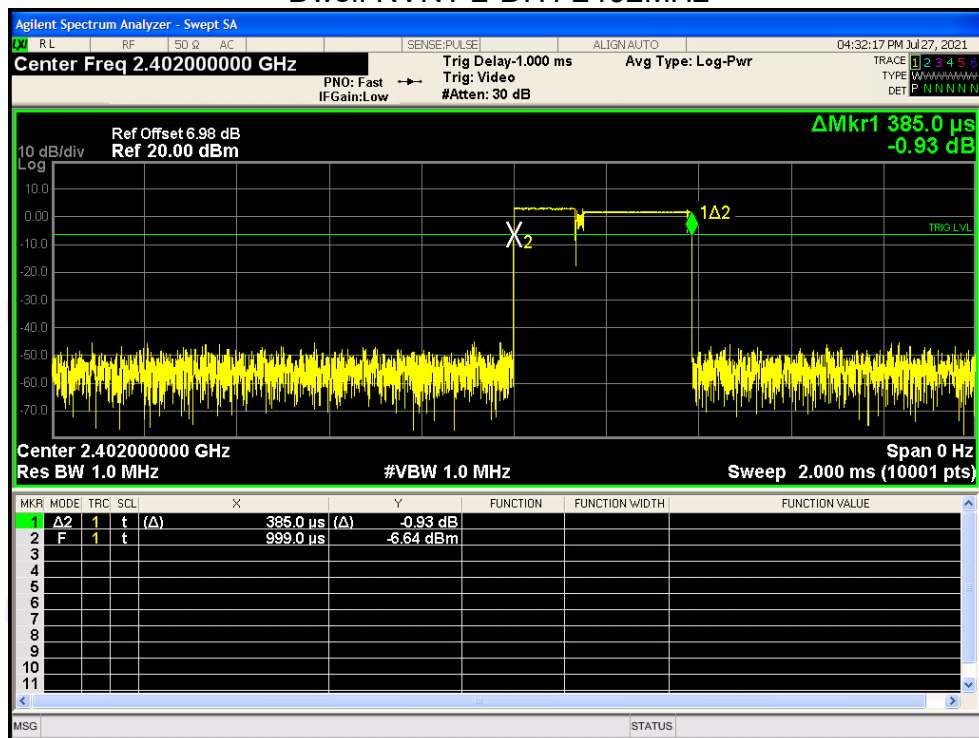 Agilent Spectrum Analyzer - Swept SA
LXI RL RF 50 Ω AC SENSE:PULSE ALIGN AUTO 04:32:17 PM Jul 27, 2021
Center Freq 2.402000000 GHz
PNO: Fast
IFGain:Low
Trig Delay-1.000 ms
Trig: Video
#Atten: 30 dB
Avg Type: Log-Pwr
TRACE 1 2 3 4 5 6
TYPE WWWWWW
DET P N N N N N
Ref Offset 6.98 dB
10 dB/div Ref 20.00 dBm
ΔMkr1 385.0 µs
-0.93 dB
Log
10.0
0.00
-10.0
-20.0
-30.0
-40.0
-50.0
-60.0
-70.0
X2
1Δ2
TRIG LVL
Center 2.402000000 GHz Span 0 Hz
Res BW 1.0 MHz #VBW 1.0 MHz Sweep 2.000 ms (10001 pts)
MKR MODE TRC SCL X Y FUNCTION FUNCTION WIDTH FUNCTION VALUE
1 Δ2 1 t (Δ) 385.0 µs (Δ) -0.93 dB
2 F 1 t 999.0 µs -6.64 dBm
3
4
5
6
7
8
9
10
11
MSG STATUS